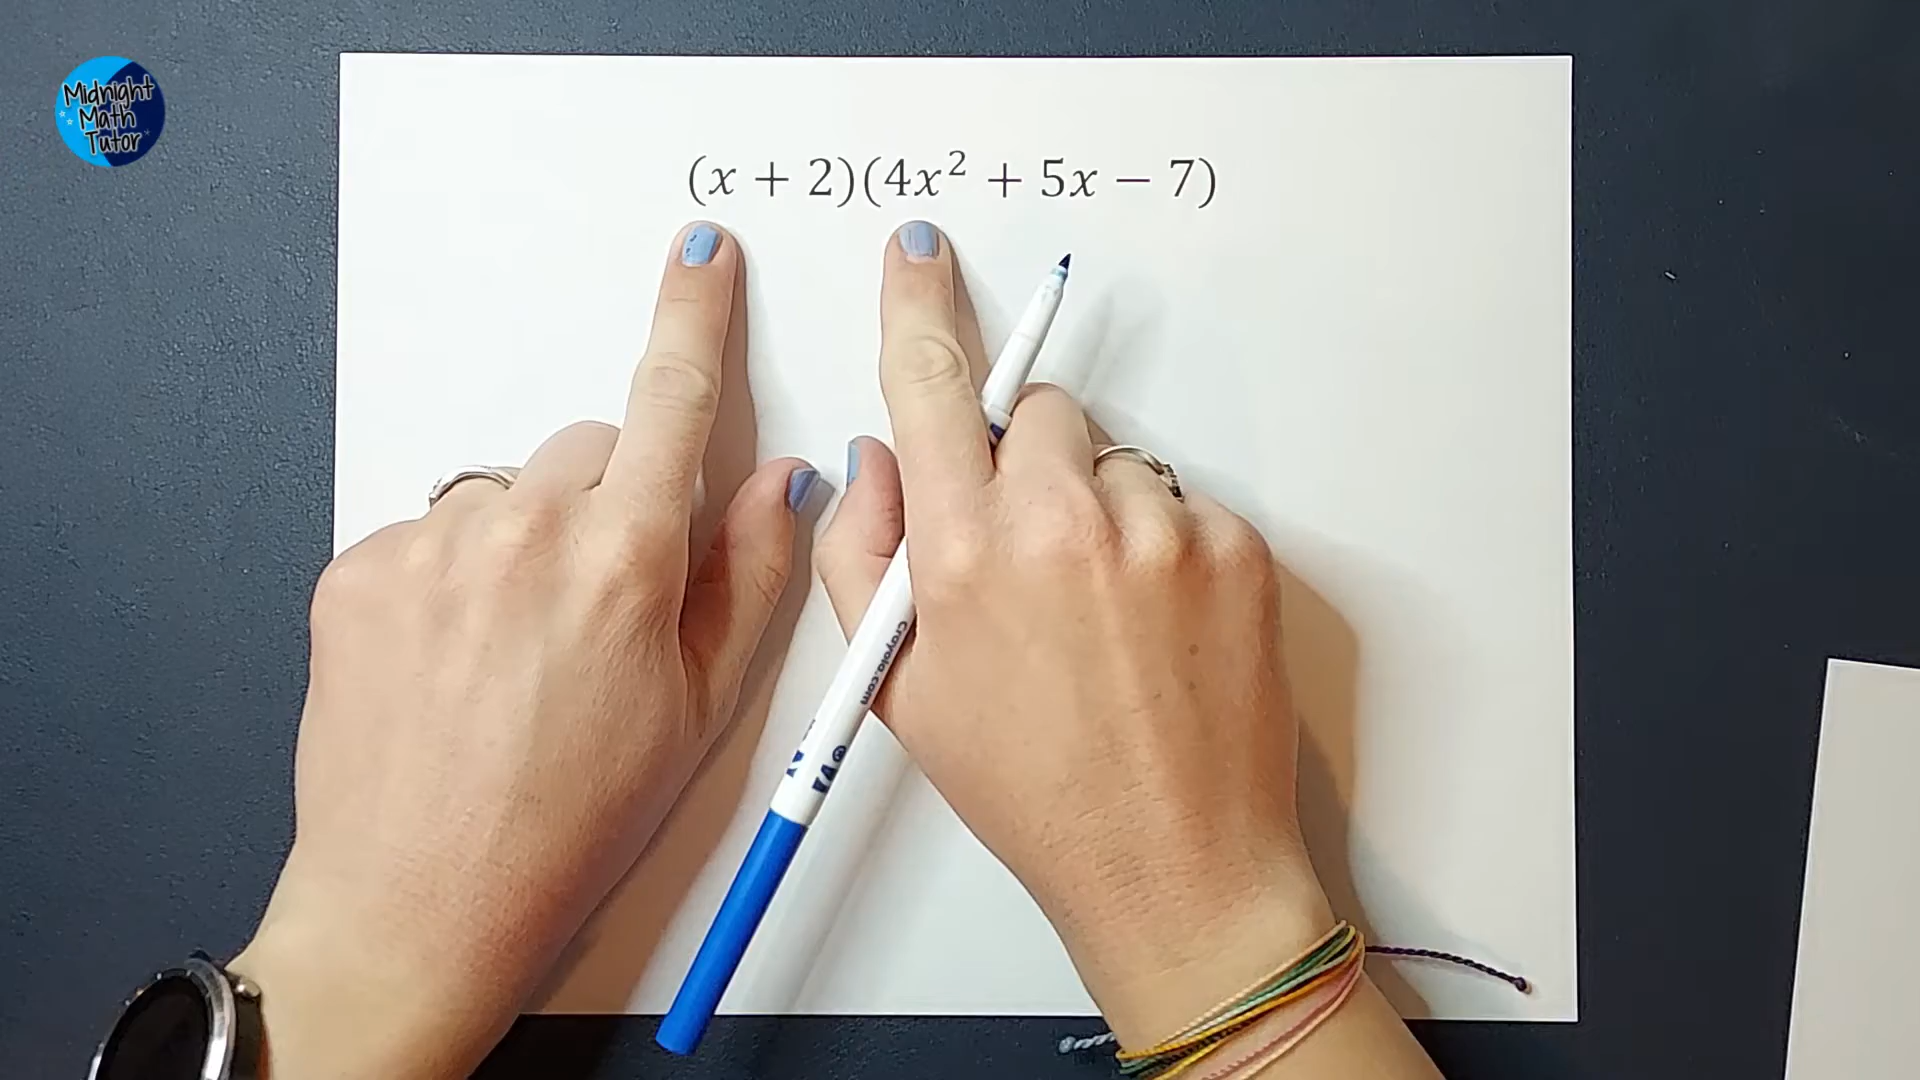 Midnight
Math
Tutor
(x + 2)(4x² + 5x − 7)
Crayola.com